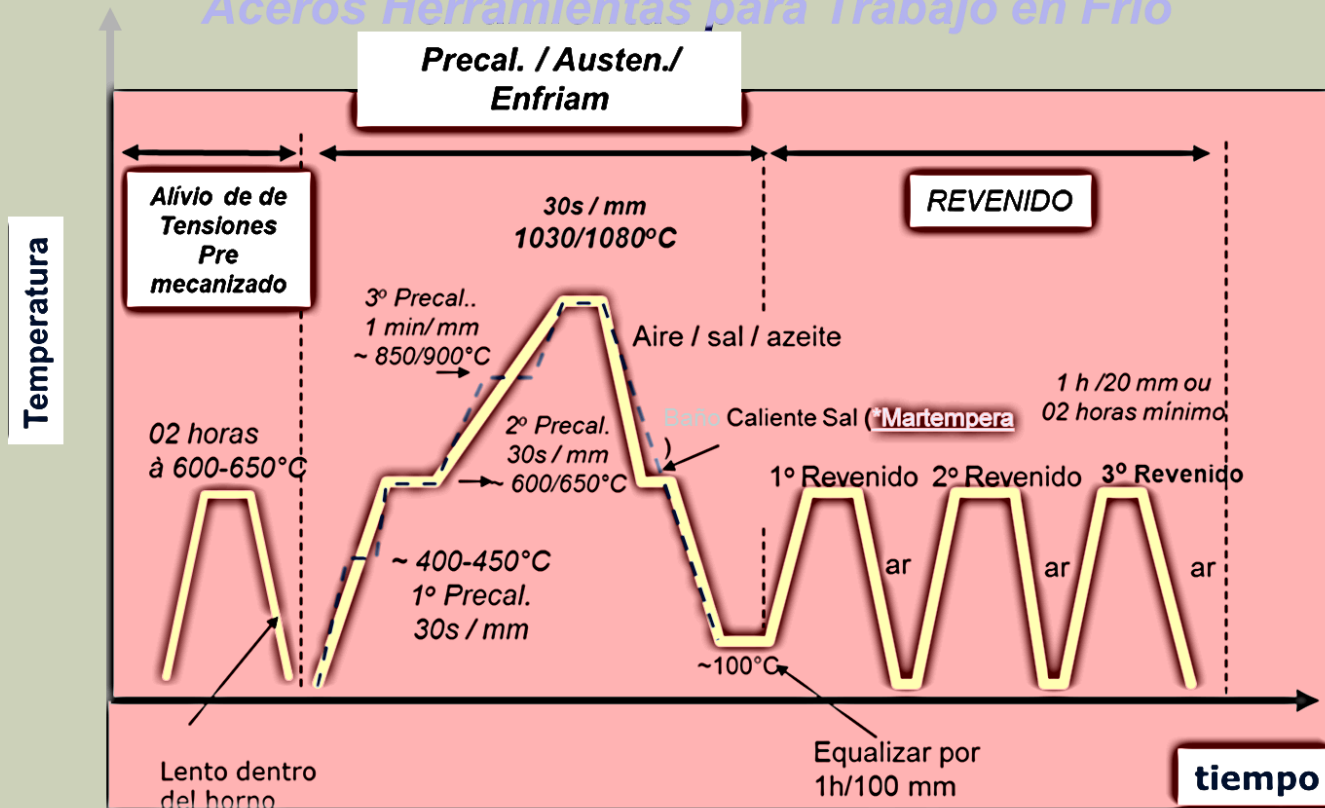 Aceros Herramientas para Trabajo en Frio
Precal. / Austen./
Enfriam
Alívio de de
Tensiones
Pre
mecanizado
30s / mm
1030/1080ºC
REVENIDO
Temperatura
3º Precal..
1 min/ mm
~ 850/900°C
Aire / sal / azeite
1 h /20 mm ou
02 horas mínimo
Baño Caliente Sal (*Martempera
)
02 horas
à 600-650°C
2º Precal.
30s / mm
~ 600/650°C
1º Revenido
2º Revenido
3º Revenido
~ 400-450°C
1º Precal.
30s / mm
ar
ar
ar
~100°C
Lento dentro
del horno
Equalizar por
1h/100 mm
tiempo